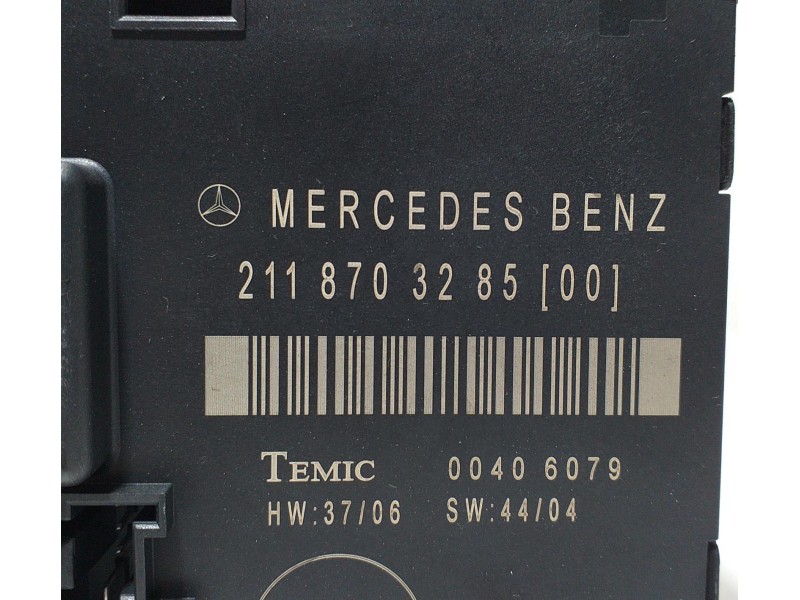 MERCEDES BENZ
211 870 32 85 [00]
TEMIC 0040 6079
HW:37/06 SW:44/04